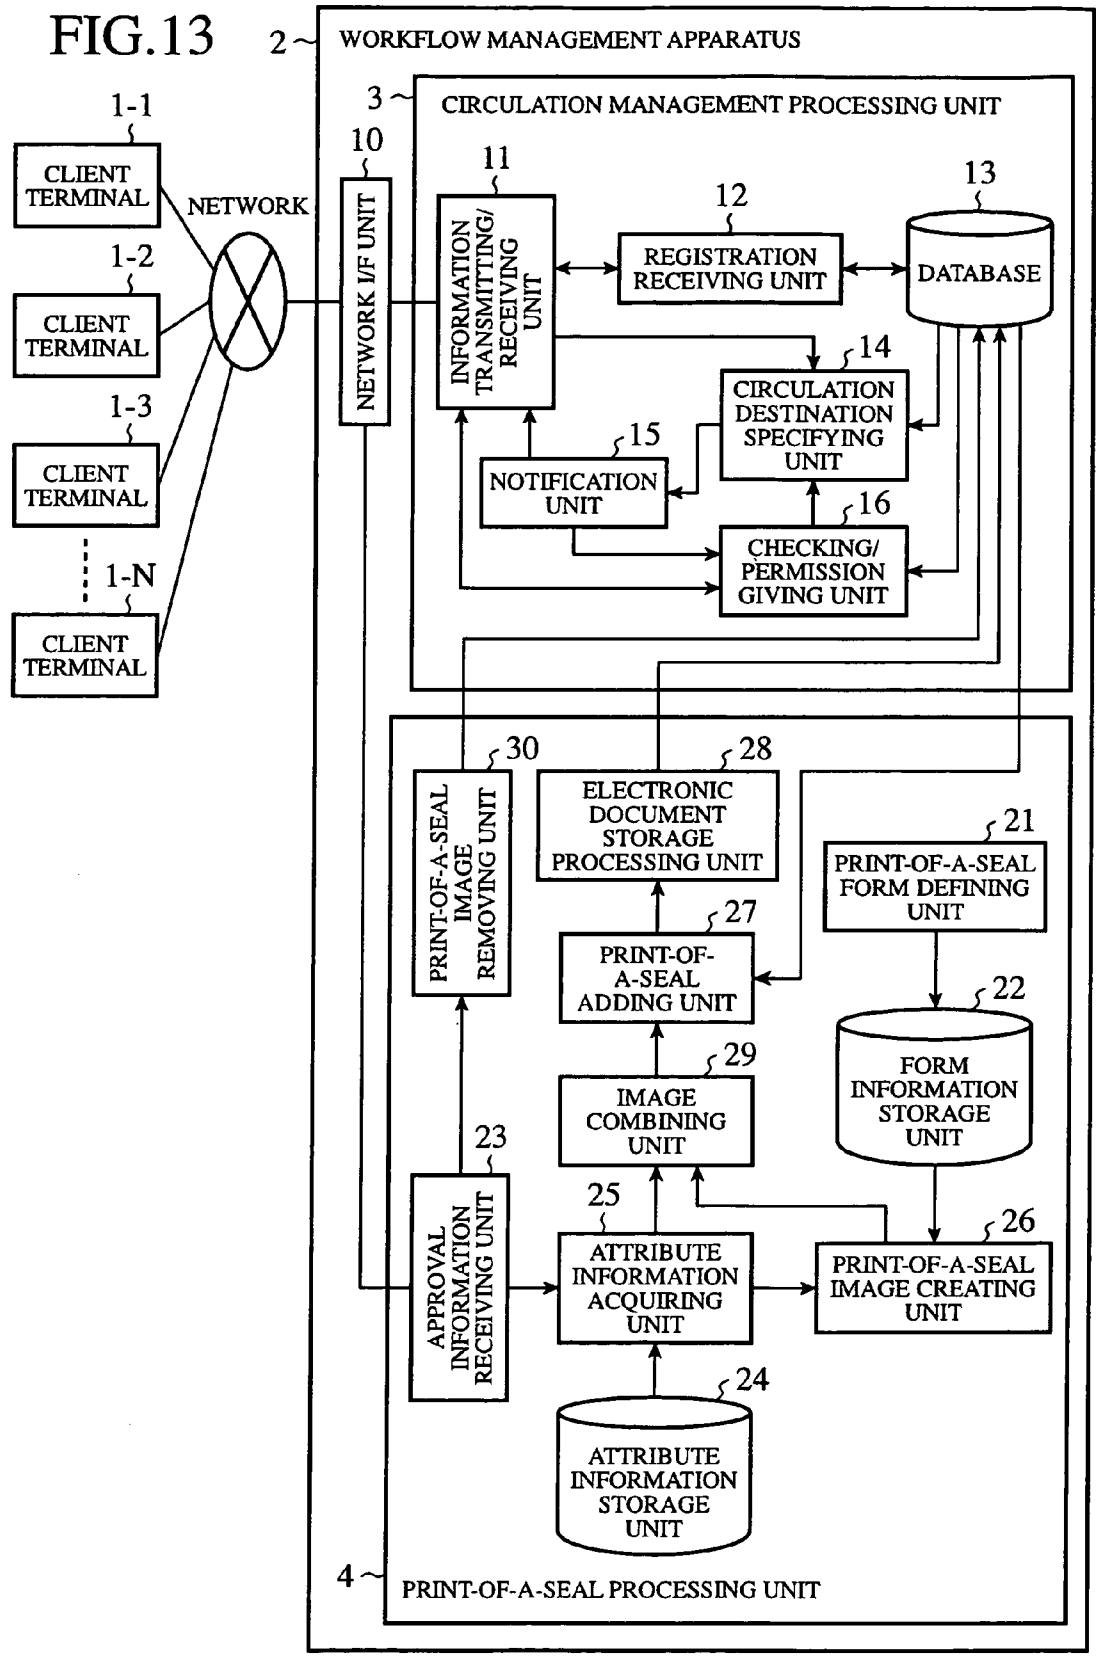 FIG.13
2
WORKFLOW MANAGEMENT APPARATUS
3
CIRCULATION MANAGEMENT PROCESSING UNIT
1-1
CLIENT
TERMINAL
1-2
CLIENT
TERMINAL
1-3
CLIENT
TERMINAL
1-N
CLIENT
TERMINAL
NETWORK
10
NETWORK I/F UNIT
11
INFORMATION
TRANSMITTING/
RECEIVING
UNIT
12
REGISTRATION
RECEIVING UNIT
13
DATABASE
14
CIRCULATION
DESTINATION
SPECIFYING
UNIT
15
NOTIFICATION
UNIT
16
CHECKING/
PERMISSION
GIVING UNIT
30
PRINT-OF-A-SEAL
IMAGE
REMOVING UNIT
28
ELECTRONIC
DOCUMENT
STORAGE
PROCESSING UNIT
21
PRINT-OF-A-SEAL
FORM DEFINING
UNIT
27
PRINT-OF-
A-SEAL
ADDING UNIT
22
FORM
INFORMATION
STORAGE
UNIT
29
IMAGE
COMBINING
UNIT
23
APPROVAL
INFORMATION
RECEIVING UNIT
25
ATTRIBUTE
INFORMATION
ACQUIRING
UNIT
26
PRINT-OF-A-SEAL
IMAGE CREATING
UNIT
24
ATTRIBUTE
INFORMATION
STORAGE
UNIT
4
PRINT-OF-A-SEAL PROCESSING UNIT